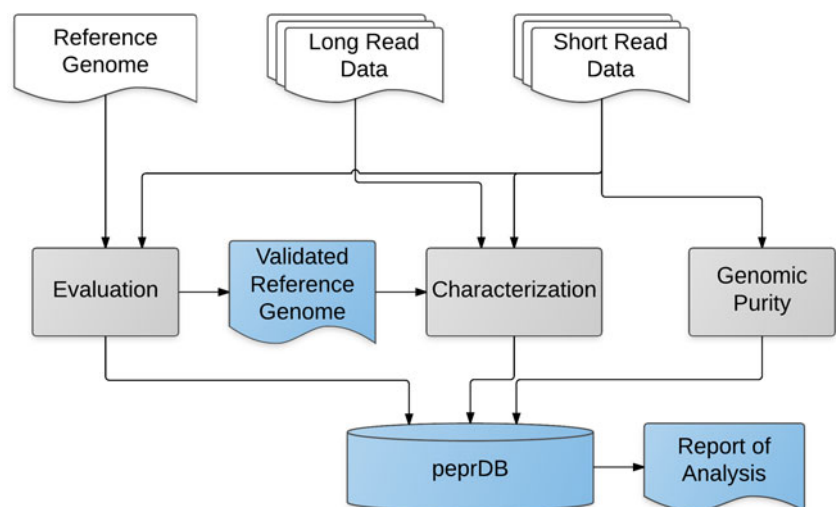 Reference
Genome
Long Read
Data
Short Read
Data
Evaluation
Validated
Reference
Genome
Characterization
Genomic
Purity
peprDB
Report of
Analysis